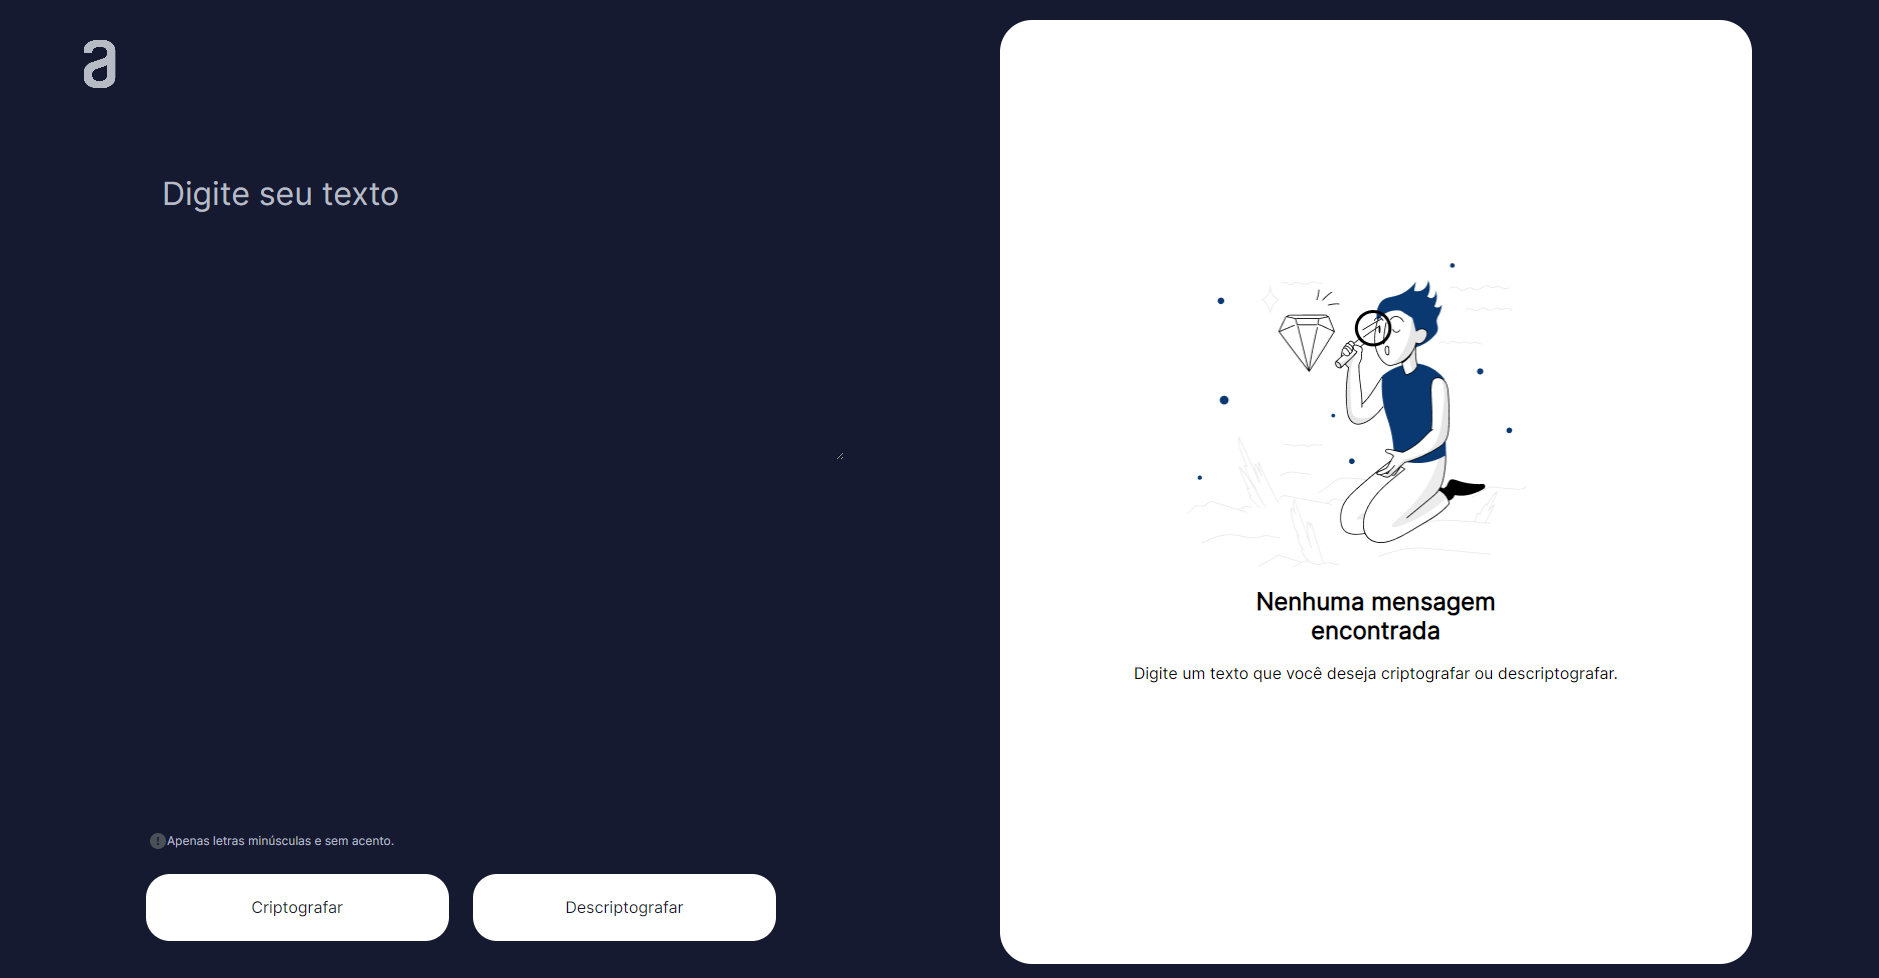 a
Digite seu texto
Apenas letras minúsculas e sem acento.
Criptografar
Descriptografar
Nenhuma mensagem
encontrada
Digite um texto que você deseja criptografar ou descriptografar.